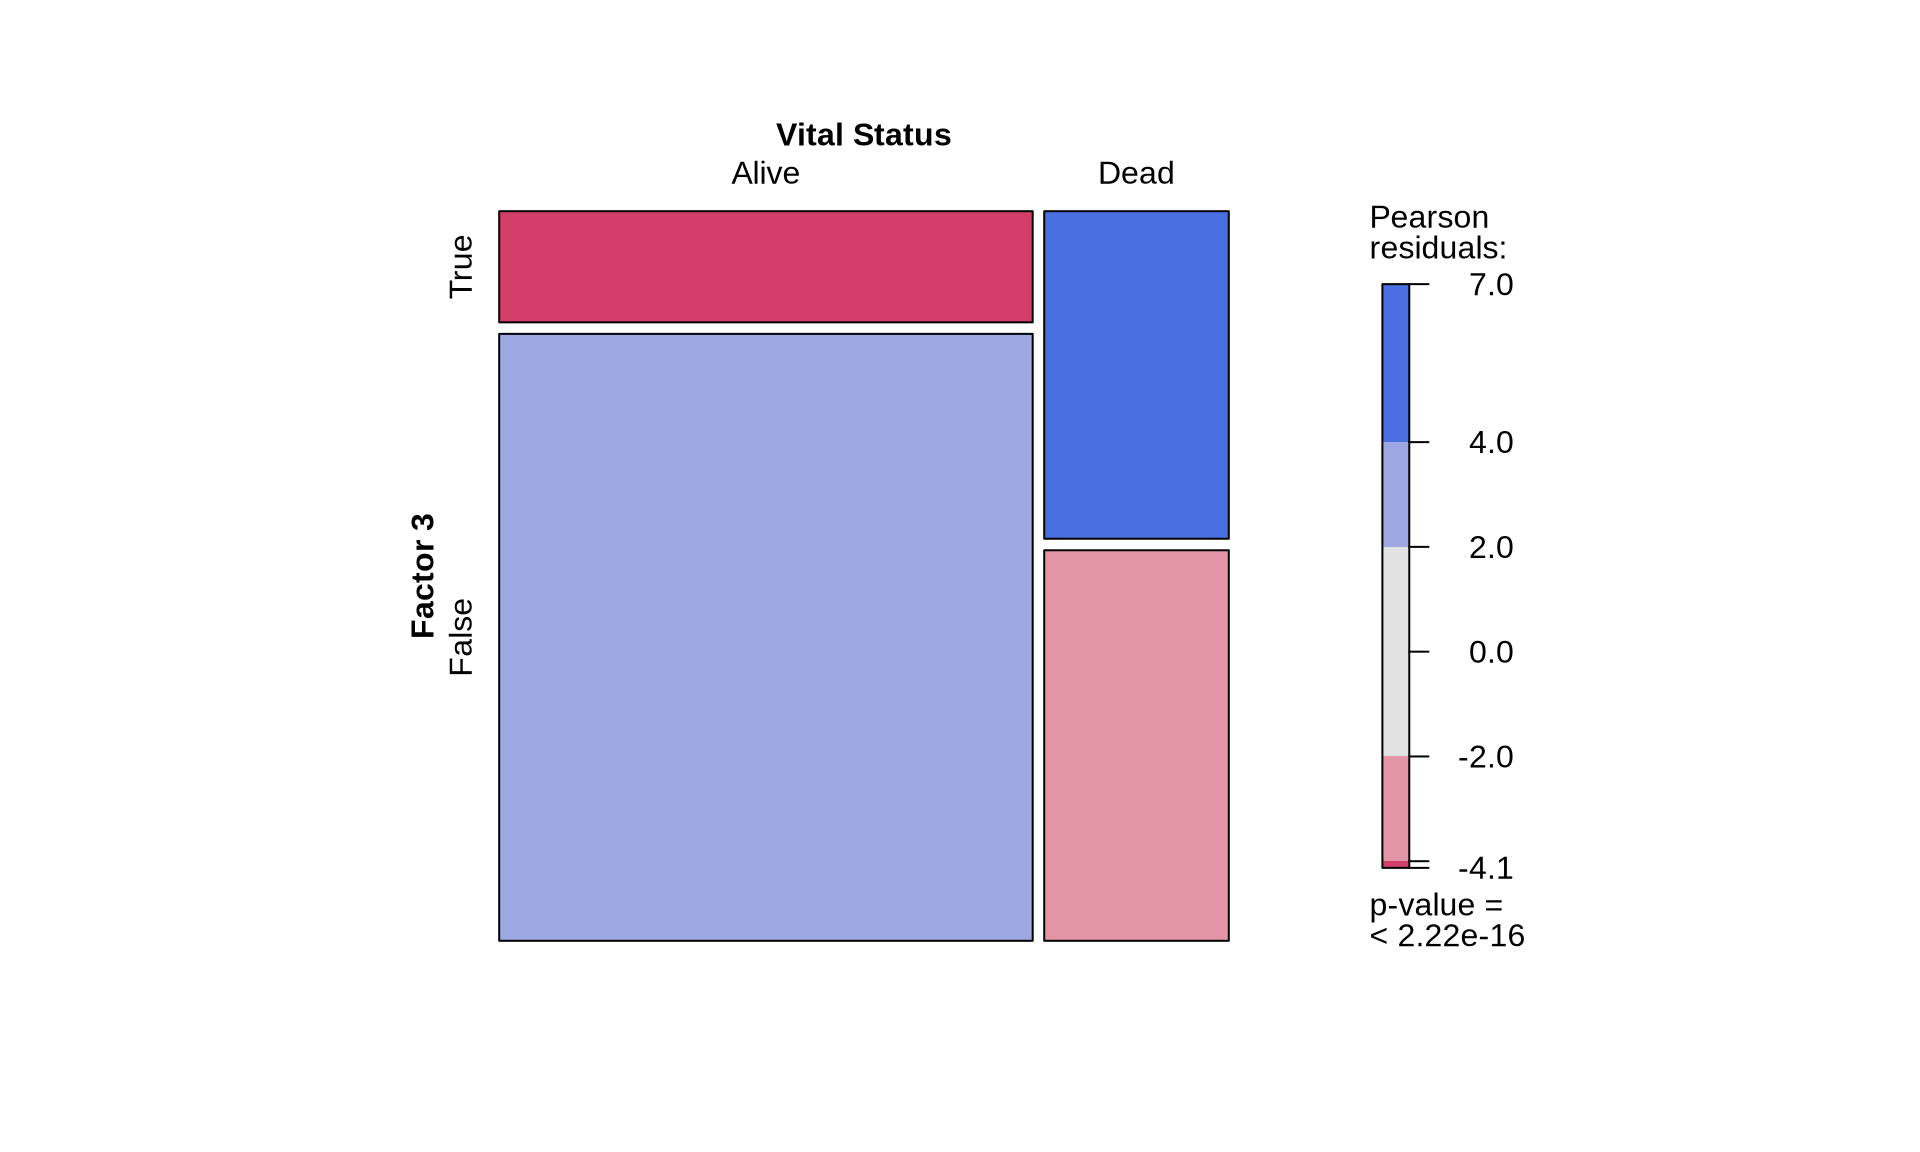 Vital Status
Alive
Dead
Factor 3
True
False
Pearson
residuals:
7.0
4.0
2.0
0.0
-2.0
-4.1
p-value =
< 2.22e-16